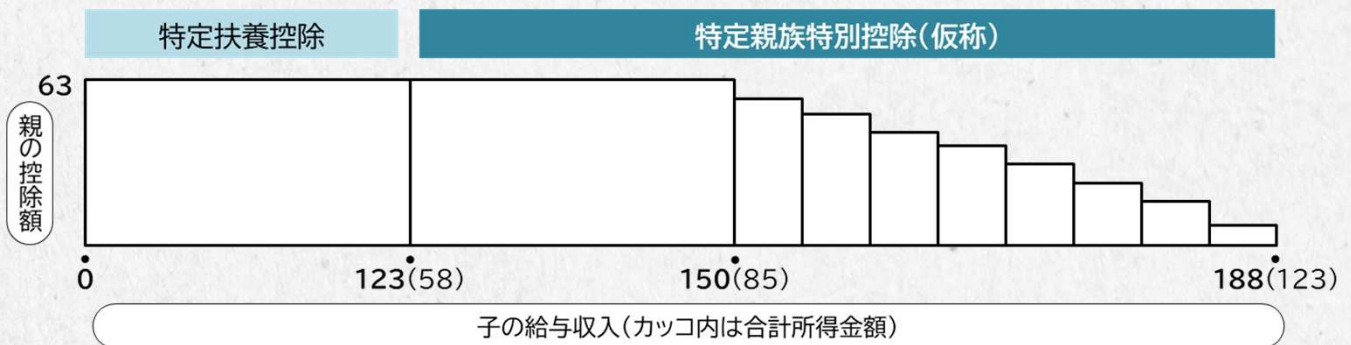 特定扶養控除
特定親族特別控除(仮称)
63
親の控除額
0
123(58)
150(85)
188(123)
子の給与収入(カッコ内は合計所得金額)